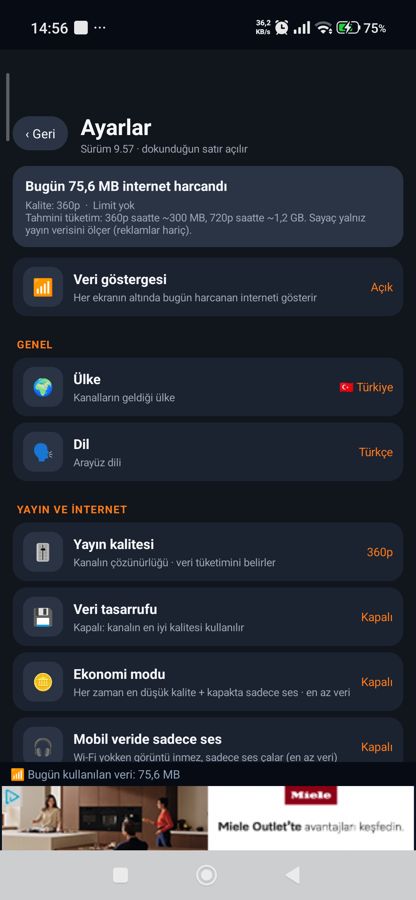 14:56
36,2
KB/s
75%
‹ Geri
Ayarlar
Sürüm 9.57 · dokunduğun satır açılır
Bugün 75,6 MB internet harcandı
Kalite: 360p · Limit yok
Tahmini tüketim: 360p saatte ~300 MB, 720p saatte ~1,2 GB. Sayaç yalnız
yayın verisini ölçer (reklamlar hariç).
Veri göstergesi
Her ekranın altında bugün harcanan interneti gösterir
Açık
GENEL
Ülke
Kanalların geldiği ülke
Türkiye
Dil
Arayüz dili
Türkçe
YAYIN VE İNTERNET
Yayın kalitesi
Kanalın çözünürlüğü · veri tüketimini belirler
360p
Veri tasarrufu
Kapalı: kanalın en iyi kalitesi kullanılır
Kapalı
Ekonomi modu
Her zaman en düşük kalite + kapakta sadece ses · en az veri
Kapalı
Mobil veride sadece ses
Wi-Fi yokken görüntü inmez, sadece ses çalar (en az veri)
Kapalı
Bugün kullanılan veri: 75,6 MB
Miele
Miele Outlet'te avantajları keşfedin.